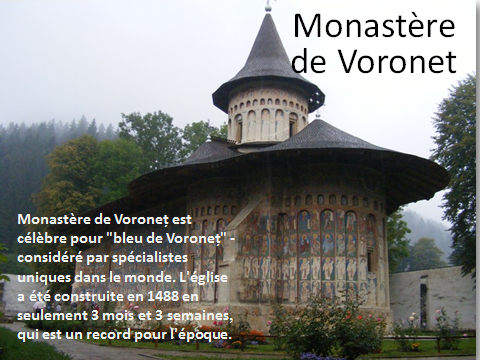 Monastère
de Voronet
Monastère de Voroneț est
célèbre pour "bleu de Voroneț" -
considéré par spécialistes
uniques dans le monde. L'église
a été construite en 1488 en
seulement 3 mois et 3 semaines,
qui est un record pour l'époque.